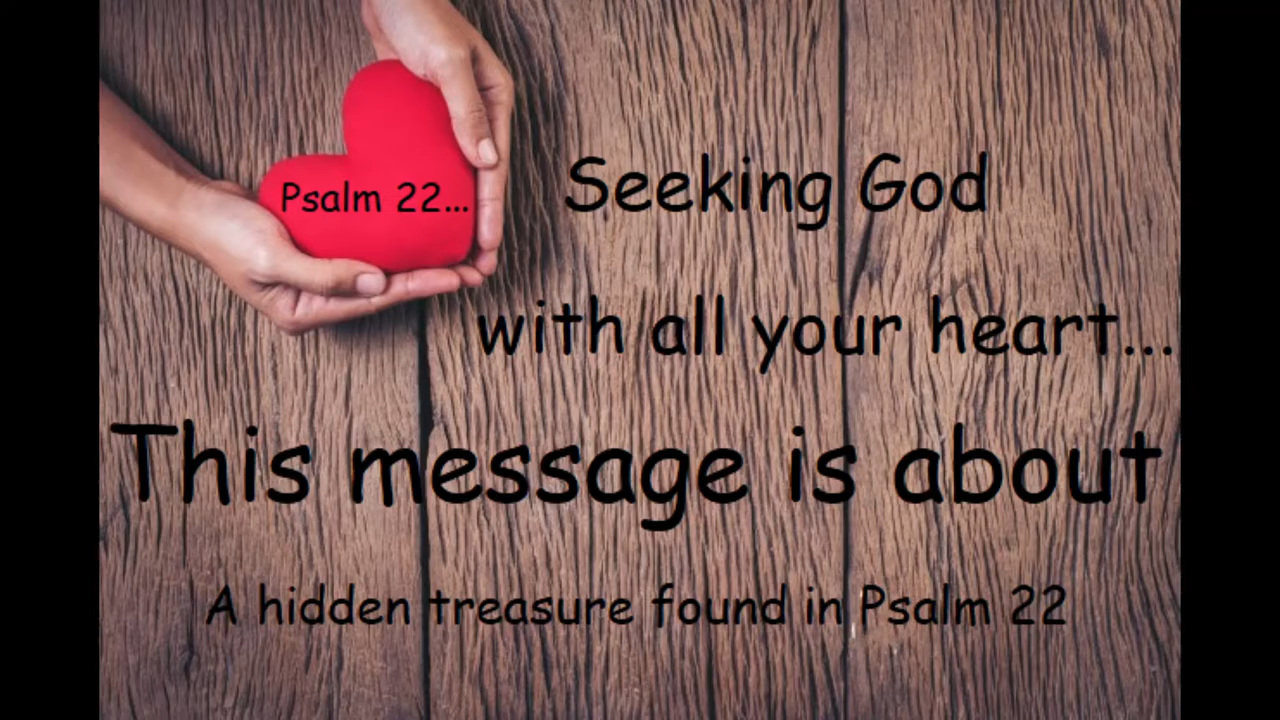 Psalm 22...
Seeking God
with all your heart...
This message is about
A hidden treasure found in Psalm 22